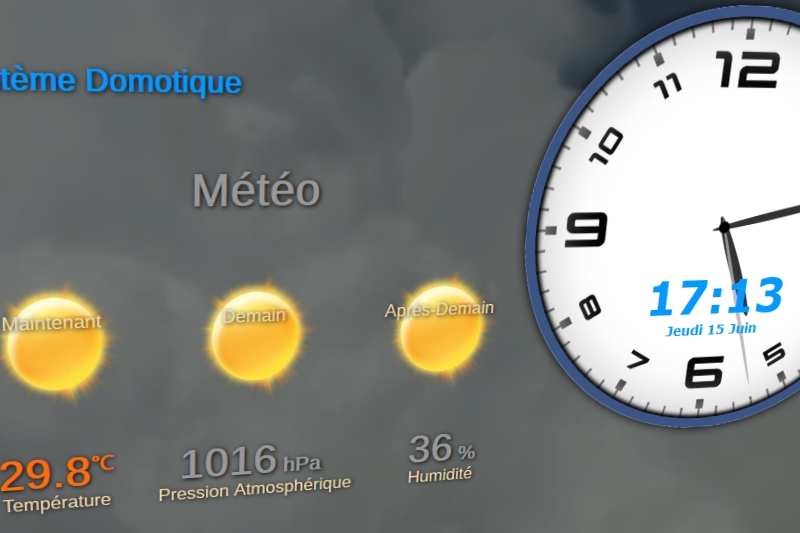 tème Domotique
Météo
Maintenant
Demain
Après-Demain
29.8°C
Température
1016 hPa
Pression Atmosphérique
36 %
Humidité
12
11
10
9
8
7
6
5
17:13
Jeudi 15 Juin